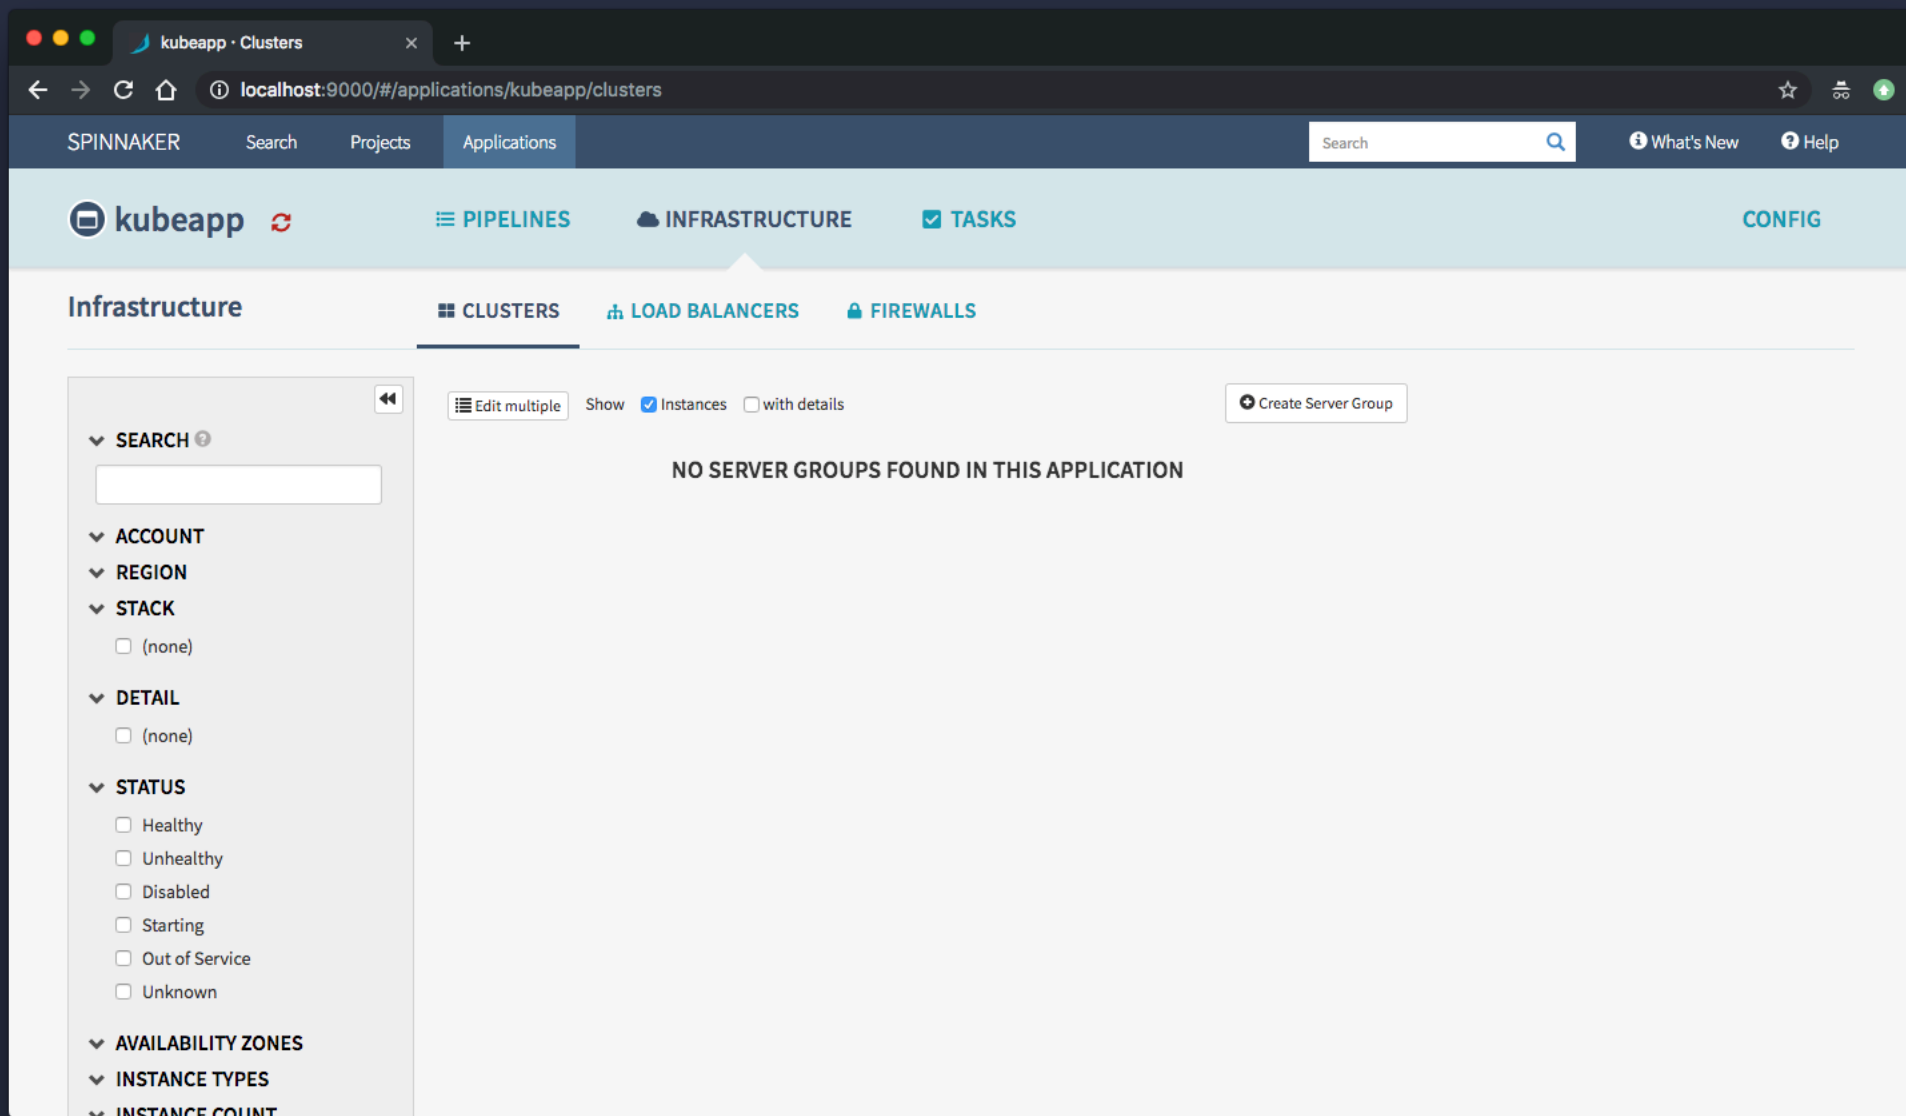 kubeapp · Clusters
localhost:9000/#/applications/kubeapp/clusters
SPINNAKER Search Projects Applications Search What's New Help
kubeapp PIPELINES INFRASTRUCTURE TASKS CONFIG
Infrastructure CLUSTERS LOAD BALANCERS FIREWALLS
Edit multiple Show Instances with details Create Server Group
SEARCH
NO SERVER GROUPS FOUND IN THIS APPLICATION
ACCOUNT
REGION
STACK
(none)
DETAIL
(none)
STATUS
Healthy
Unhealthy
Disabled
Starting
Out of Service
Unknown
AVAILABILITY ZONES
INSTANCE TYPES
INSTANCE COUNT